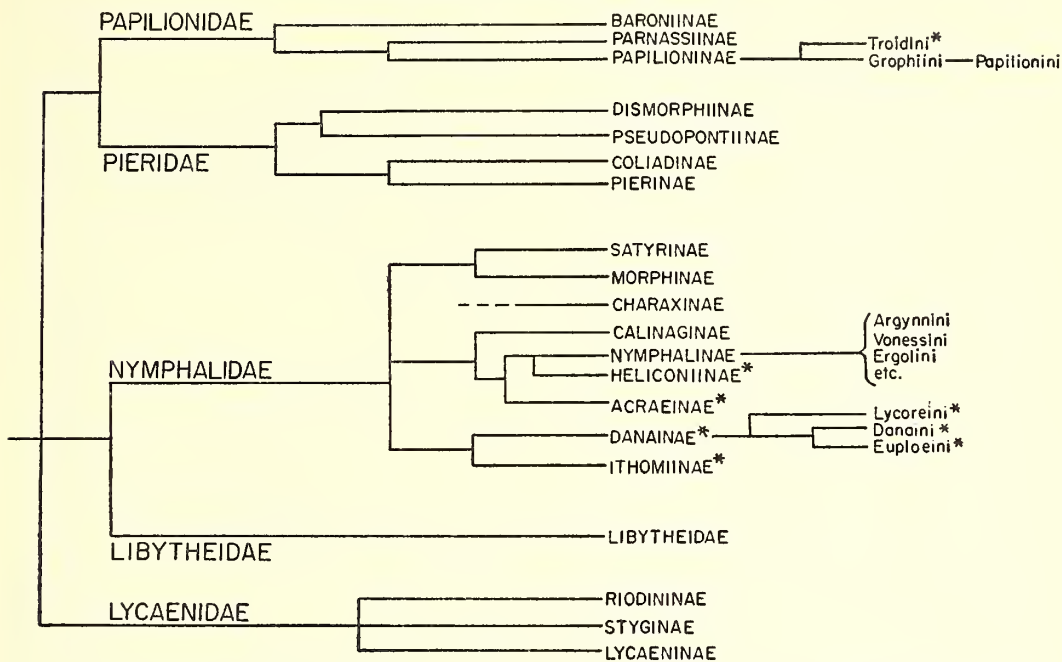 PAPILIONIDAE
BARONIINAE
PARNASSIINAE
PAPILIONINAE
Troidini*
Graphiini
Papilionini
PIERIDAE
DISMORPHIINAE
PSEUDOPONTIINAE
COLIADINAE
PIERINAE
NYMPHALIDAE
SATYRINAE
MORPHINAE
CHARAXINAE
CALINAGINAE
NYMPHALINAE
Argynnini
Vanessini
Ergolini
etc.
HELICONIINAE*
ACRAEINAE*
DANAINAE*
Lycoreini*
Danaini*
Euploeini*
ITHOMIINAE*
LIBYTHEIDAE
LIBYTHEIDAE
LYCAENIDAE
RIODININAE
STYGINAE
LYCAENINAE